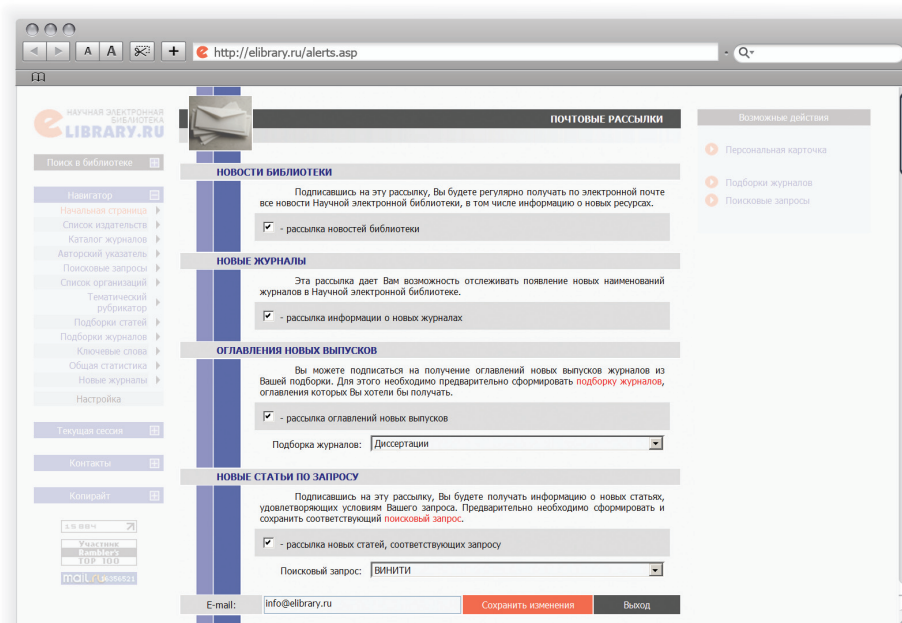 A A
+
http://elibrary.ru/alerts.asp
НАУЧНАЯ ЭЛЕКТРОННАЯ
БИБЛИОТЕКА
eLIBRARY.RU
Поиск в библиотеке
Навигатор
Начальная страница
Список издательств
Каталог журналов
Авторский указатель
Поисковые запросы
Список организаций
Тематический
рубрикатор
Подборки статей
Подборки журналов
Ключевые слова
Общая статистика
Новые журналы
Настройка
Текущая сессия
Контакты
Копирайт
15 884
Участник
Rambler's
TOP 100
ПОЧТОВЫЕ РАССЫЛКИ
НОВОСТИ БИБЛИОТЕКИ
Подписавшись на эту рассылку, Вы будете регулярно получать по электронной почте
все новости Научной электронной библиотеки, в том числе информацию о новых ресурсах.
- рассылка новостей библиотеки
НОВЫЕ ЖУРНАЛЫ
Эта рассылка дает Вам возможность отслеживать появление новых наименований
журналов в Научной электронной библиотеке.
- рассылка информации о новых журналах
ОГЛАВЛЕНИЯ НОВЫХ ВЫПУСКОВ
Вы можете подписаться на получение оглавлений новых выпусков журналов из
Вашей подборки. Для этого необходимо предварительно сформировать подборку журналов,
оглавления которых Вы хотели бы получать.
- рассылка оглавлений новых выпусков
Подборка журналов: Диссертации
НОВЫЕ СТАТЬИ ПО ЗАПРОСУ
Подписавшись на эту рассылку, Вы будете получать информацию о новых статьях,
удовлетворяющих условиям Вашего запроса. Предварительно необходимо сформировать и
сохранить соответствующий поисковый запрос.
- рассылка новых статей, соответствующих запросу
Поисковый запрос: ВИНИТИ
E-mail: info@elibrary.ru Сохранить изменения Выход
Возможные действия
Персональная карточка
Подборки журналов
Поисковые запросы